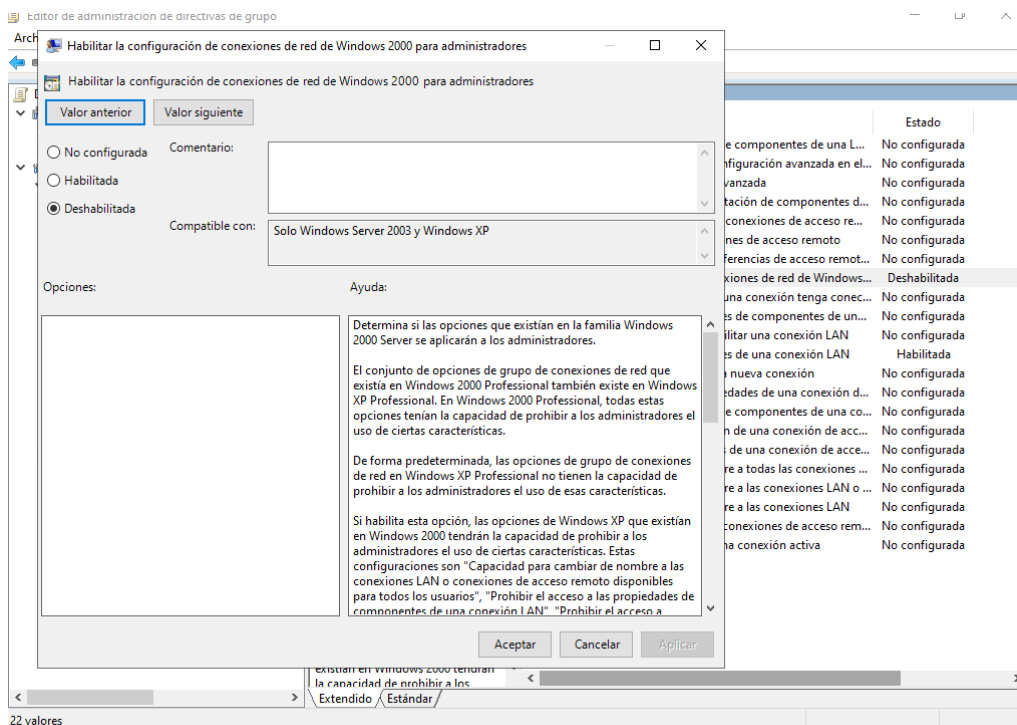 Editor de administración de directivas de grupo
Arch
Habilitar la configuración de conexiones de red de Windows 2000 para administradores
Habilitar la configuración de conexiones de red de Windows 2000 para administradores
Valor anterior
Valor siguiente
No configurada
Habilitada
Deshabilitada
Comentario:
Compatible con:
Solo Windows Server 2003 y Windows XP
Opciones:
Ayuda:
Determina si las opciones que existían en la familia Windows
2000 Server se aplicarán a los administradores.
El conjunto de opciones de grupo de conexiones de red que
existía en Windows 2000 Professional también existe en Windows
XP Professional. En Windows 2000 Professional, todas estas
opciones tenían la capacidad de prohibir a los administradores el
uso de ciertas características.
De forma predeterminada, las opciones de grupo de conexiones
de red en Windows XP Professional no tienen la capacidad de
prohibir a los administradores el uso de esas características.
Si habilita esta opción, las opciones de Windows XP que existían
en Windows 2000 tendrán la capacidad de prohibir a los
administradores el uso de ciertas características. Estas
configuraciones son "Capacidad para cambiar de nombre a las
conexiones LAN o conexiones de acceso remoto disponibles
para todos los usuarios", "Prohibir el acceso a las propiedades de
componentes de una conexión LAN", "Prohibir el acceso a
Aceptar
Cancelar
Aplicar
Estado
e componentes de una L... No configurada
nfiguración avanzada en el... No configurada
vanzada No configurada
tación de componentes d... No configurada
conexiones de acceso re... No configurada
nes de acceso remoto No configurada
ferencias de acceso remot... No configurada
xiones de red de Windows... Deshabilitada
una conexión tenga conec... No configurada
es de componentes de un... No configurada
ilitar una conexión LAN No configurada
es de una conexión LAN Habilitada
a nueva conexión No configurada
edades de una conexión d... No configurada
e componentes de una co... No configurada
n de una conexión de acc... No configurada
s de una conexión de acce... No configurada
re a todas las conexiones ... No configurada
re a las conexiones LAN o ... No configurada
re a las conexiones LAN No configurada
conexiones de acceso rem... No configurada
na conexión activa No configurada
existían en Windows 2000 tendrán
la capacidad de prohibir a los
Extendido
Estándar
22 valores